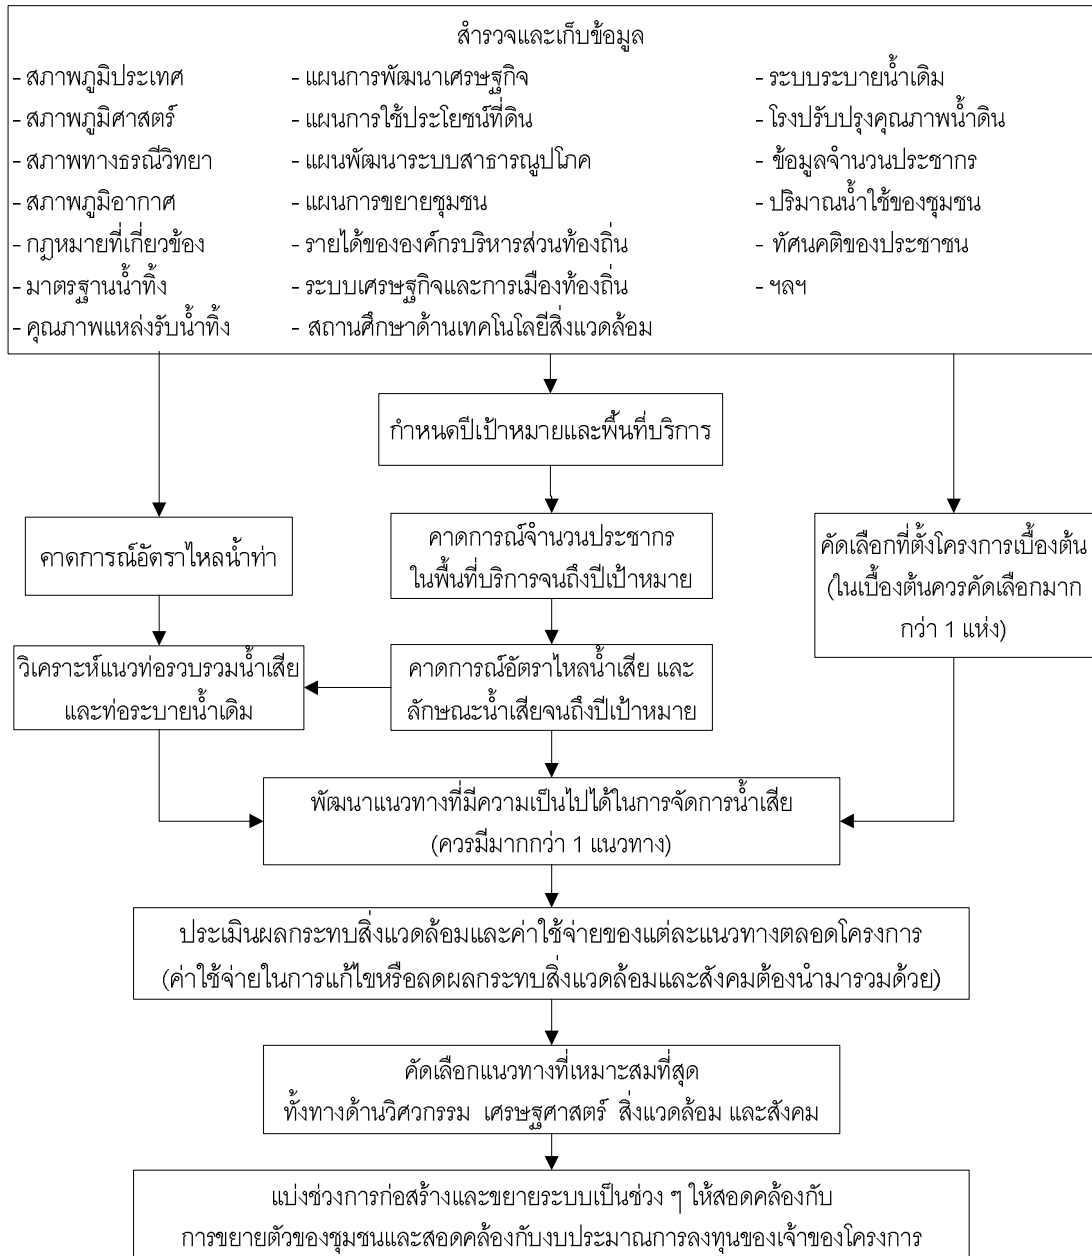 สำรวจและเก็บข้อมูล
- สภาพภูมิประเทศ
- สภาพภูมิศาสตร์
- สภาพทางธรณีวิทยา
- สภาพภูมิอากาศ
- กฎหมายที่เกี่ยวข้อง
- มาตรฐานน้ำทิ้ง
- คุณภาพแหล่งรับน้ำทิ้ง
- แผนการพัฒนาเศรษฐกิจ
- แผนการใช้ประโยชน์ที่ดิน
- แผนพัฒนาระบบสาธารณูปโภค
- แผนการขยายชุมชน
- รายได้ขององค์กรบริหารส่วนท้องถิ่น
- ระบบเศรษฐกิจและการเมืองท้องถิ่น
- สถานศึกษาด้านเทคโนโลยีสิ่งแวดล้อม
- ระบบระบายน้ำเดิม
- โรงปรับปรุงคุณภาพน้ำดิน
- ข้อมูลจำนวนประชากร
- ปริมาณน้ำใช้ของชุมชน
- ทัศนคติของประชาชน
- ฯลฯ
กำหนดปีเป้าหมายและพื้นที่บริการ
คาดการณ์อัตราไหลน้ำท่า
คาดการณ์จำนวนประชากร
ในพื้นที่บริการจนถึงปีเป้าหมาย
คัดเลือกที่ตั้งโครงการเบื้องต้น
(ในเบื้องต้นควรคัดเลือกมาก
กว่า 1 แห่ง)
วิเคราะห์แนวท่อรวบรวมน้ำเสีย
และท่อระบายน้ำเดิม
คาดการณ์อัตราไหลน้ำเสีย และ
ลักษณะน้ำเสียจนถึงปีเป้าหมาย
พัฒนาแนวทางที่มีความเป็นไปได้ในการจัดการน้ำเสีย
(ควรมีมากกว่า 1 แนวทาง)
ประเมินผลกระทบสิ่งแวดล้อมและค่าใช้จ่ายของแต่ละแนวทางตลอดโครงการ
(ค่าใช้จ่ายในการแก้ไขหรือลดผลกระทบสิ่งแวดล้อมและสังคมต้องนำมารวมด้วย)
คัดเลือกแนวทางที่เหมาะสมที่สุด
ทั้งทางด้านวิศวกรรม เศรษฐศาสตร์ สิ่งแวดล้อม และสังคม
แบ่งช่วงการก่อสร้างและขยายระบบเป็นช่วง ๆ ให้สอดคล้องกับ
การขยายตัวของชุมชนและสอดคล้องกับงบประมาณการลงทุนของเจ้าของโครงการ